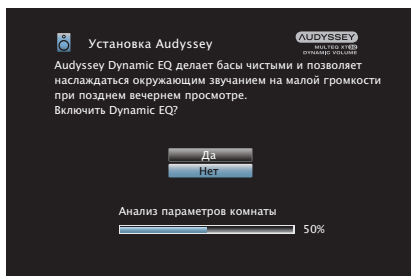 Установка Audyssey
AUDYSSEY
MULTEQ XT32
DYNAMIC VOLUME
Audyssey Dynamic EQ делает басы чистыми и позволяет
наслаждаться окружающим звучанием на малой громкости
при позднем вечернем просмотре.
Включить Dynamic EQ?
Да
Нет
Анализ параметров комнаты
50%